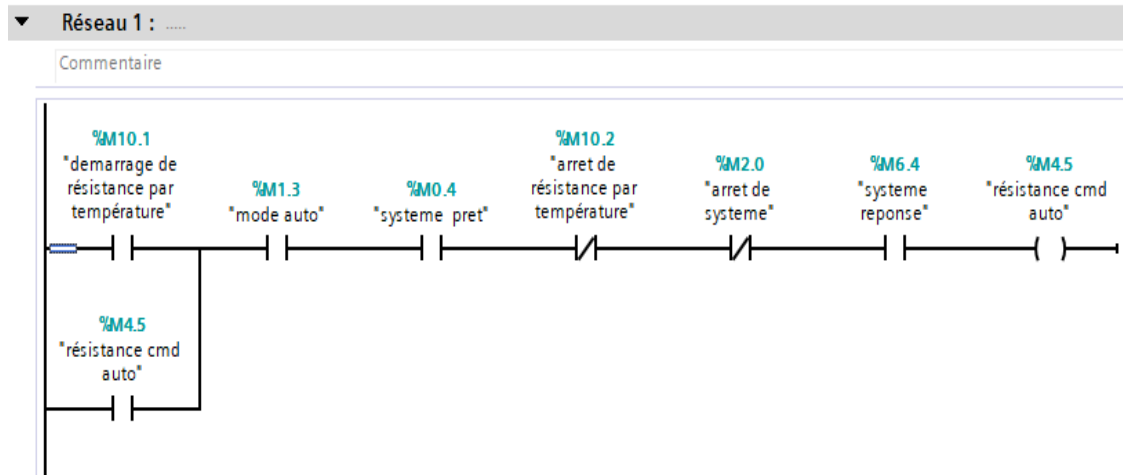 Réseau 1 : .....
Commentaire
%M10.1
"demarrage de
résistance par
température"
%M1.3
"mode auto"
%M0.4
"systeme pret"
%M10.2
"arret de
résistance par
température"
%M2.0
"arret de
systeme"
%M6.4
"systeme
reponse"
%M4.5
"résistance cmd
auto"
%M4.5
"résistance cmd
auto"